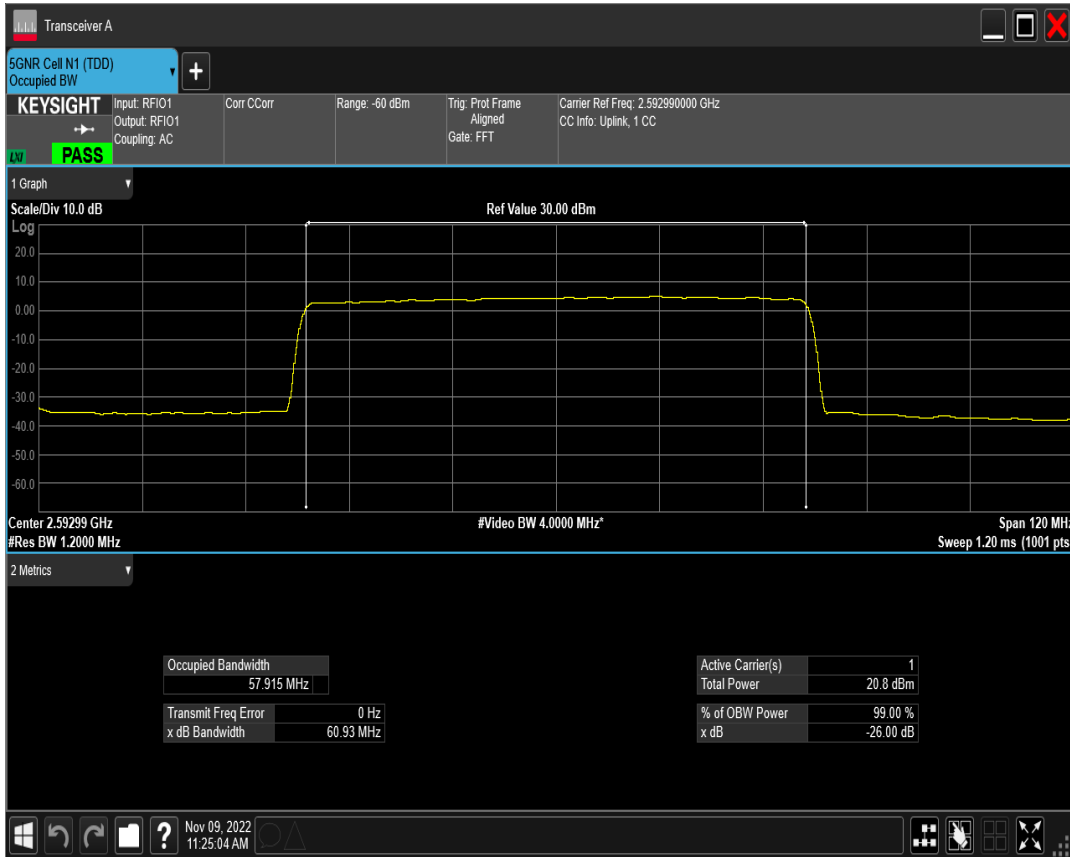 Transceiver A
5GNR Cell N1 (TDD)
Occupied BW
+
KEYSIGHT
Input: RFIO1
Output: RFIO1
Coupling: AC
Corr CCorr
Range: -60 dBm
Trig: Prot Frame
Aligned
Gate: FFT
Carrier Ref Freq: 2.592990000 GHz
CC Info: Uplink, 1 CC
LXI
PASS
1 Graph
Scale/Div 10.0 dB
Ref Value 30.00 dBm
Log
20.0
10.0
0.00
-10.0
-20.0
-30.0
-40.0
-50.0
-60.0
Center 2.59299 GHz
#Video BW 4.0000 MHz*
Span 120 MHz
#Res BW 1.2000 MHz
Sweep 1.20 ms (1001 pts
2 Metrics
Occupied Bandwidth
57.915 MHz
Active Carrier(s) 1
Total Power 20.8 dBm
Transmit Freq Error 0 Hz
x dB Bandwidth 60.93 MHz
% of OBW Power 99.00 %
x dB -26.00 dB
?
Nov 09, 2022
11:25:04 AM